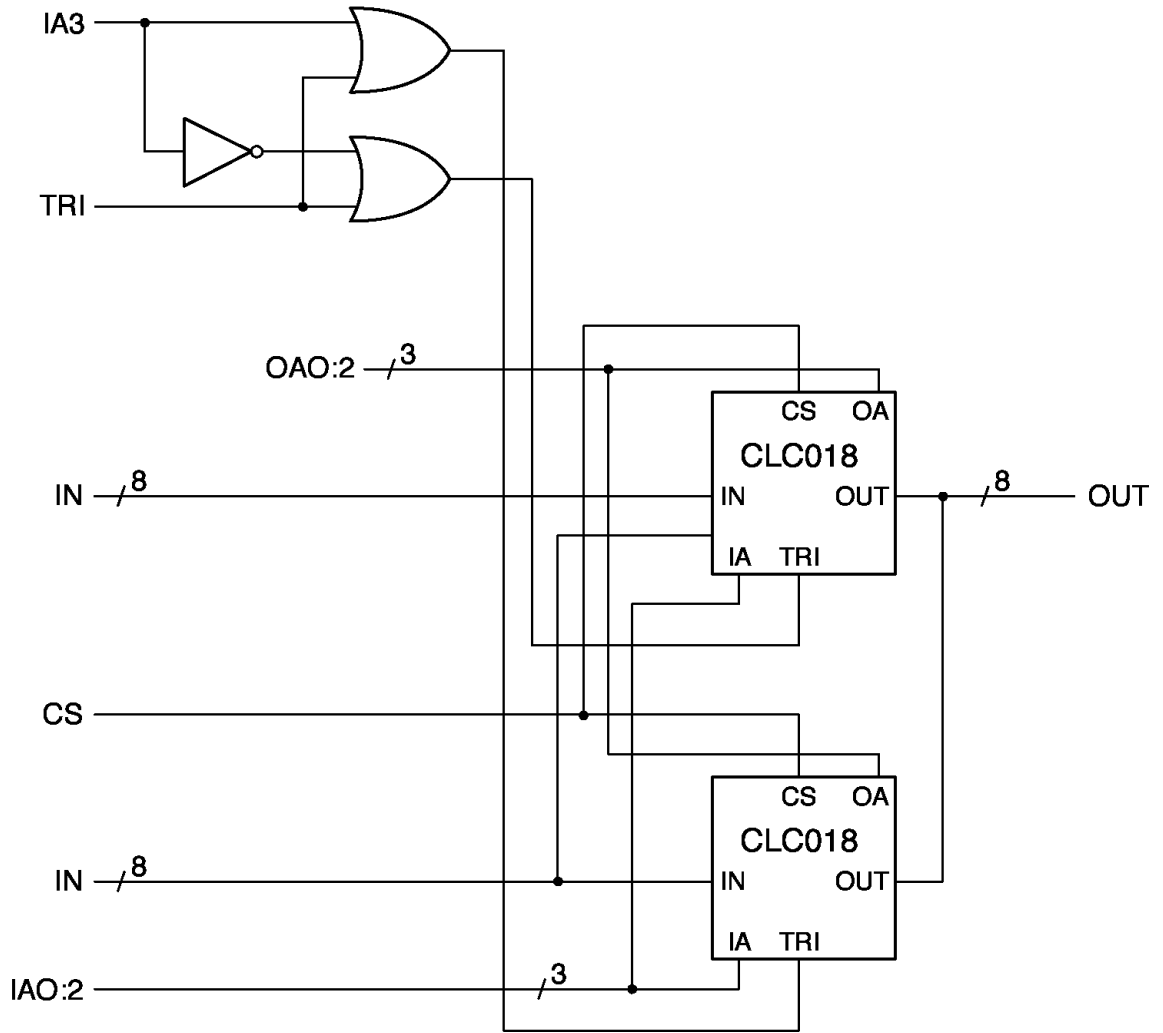 IA3
TRI
OAO:2
3
CS OA
CLC018
IN
8
IN
OUT
8
OUT
IA TRI
CS
CS OA
CLC018
IN
8
IN
OUT
IA TRI
IAO:2
3